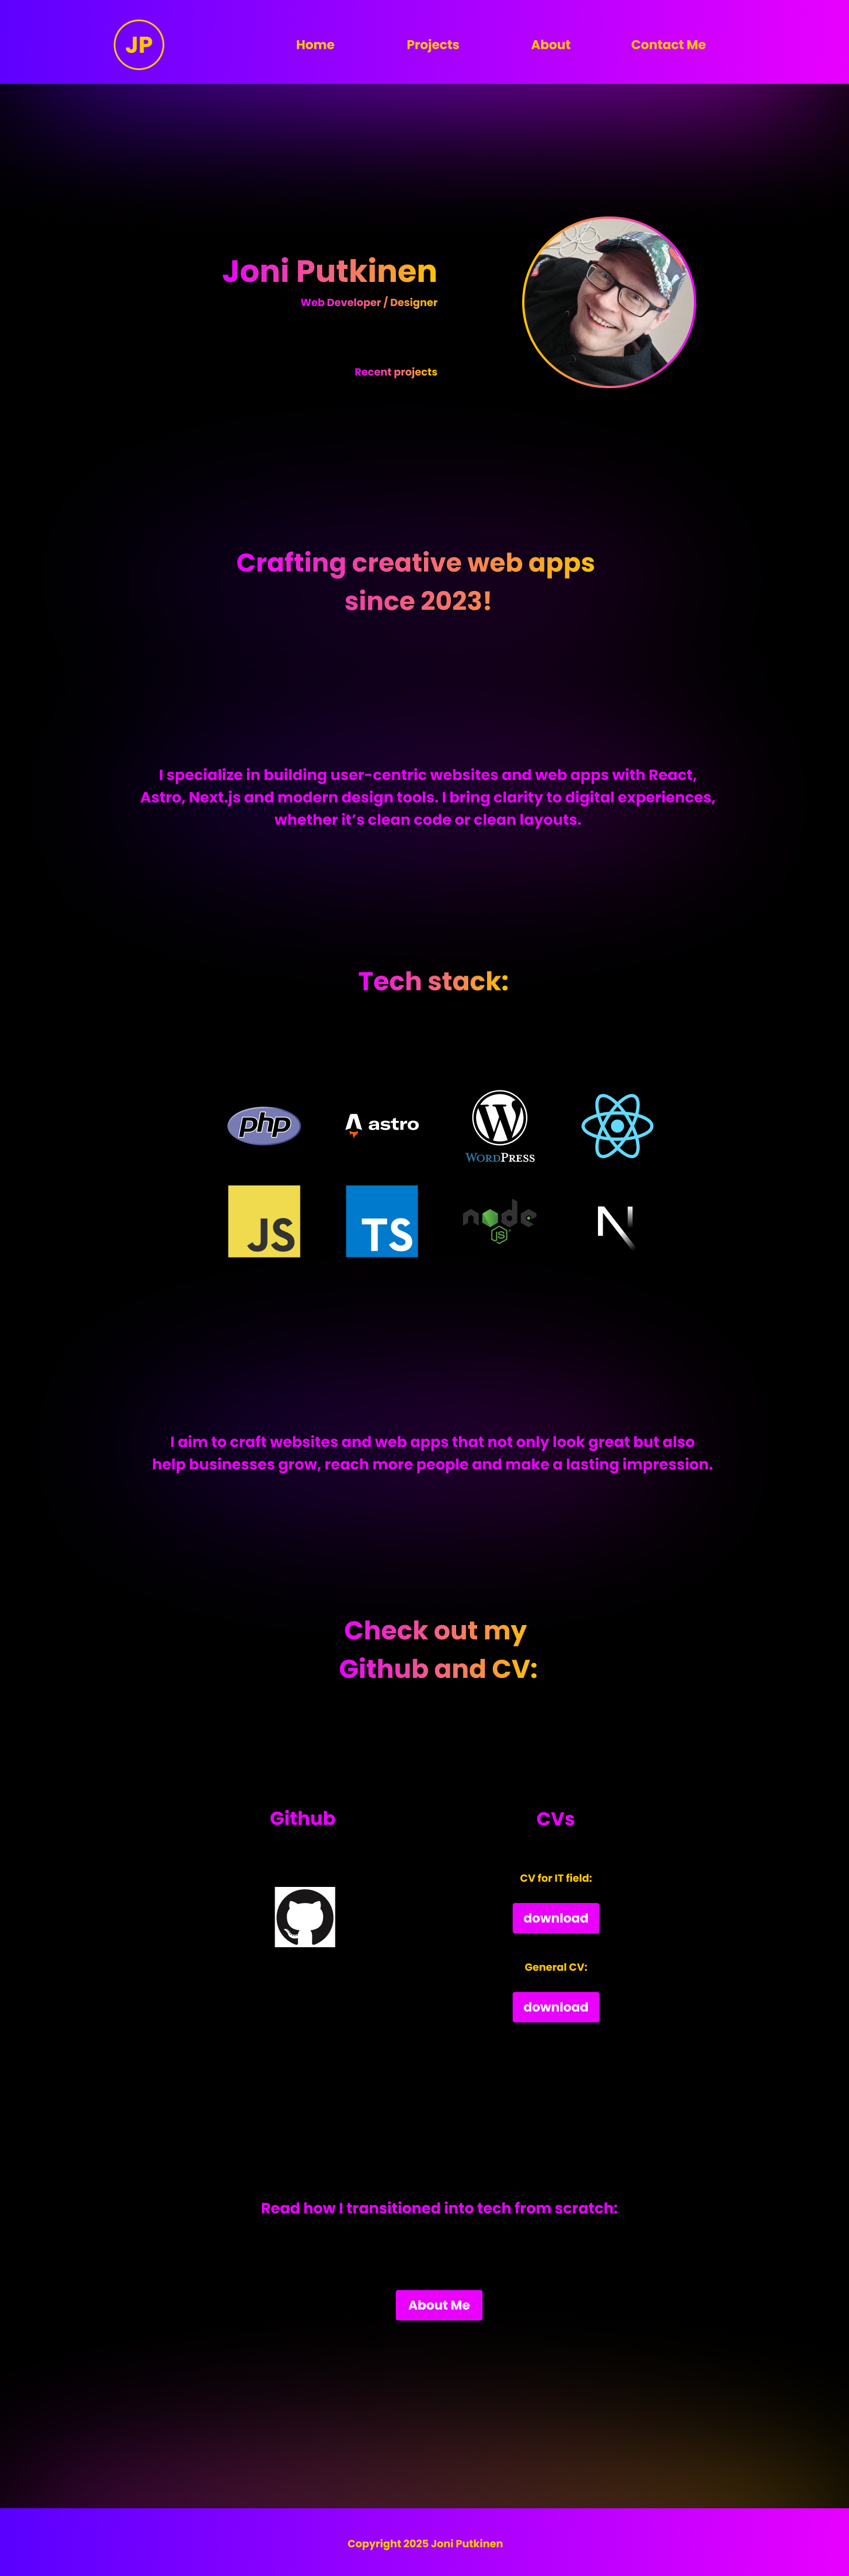 JP
Home
Projects
About
Contact Me
Joni Putkinen
Web Developer / Designer
Recent projects
Crafting creative web apps
since 2023!
I specialize in building user-centric websites and web apps with React,
Astro, Next.js and modern design tools. I bring clarity to digital experiences,
whether it’s clean code or clean layouts.
Tech stack:
php
astro
W
WORDPRESS
JS
TS
node
JS
N
I aim to craft websites and web apps that not only look great but also
help businesses grow, reach more people and make a lasting impression.
Check out my
Github and CV:
Github
CVs
CV for IT field:
download
General CV:
download
Read how I transitioned into tech from scratch:
About Me
Copyright 2025 Joni Putkinen